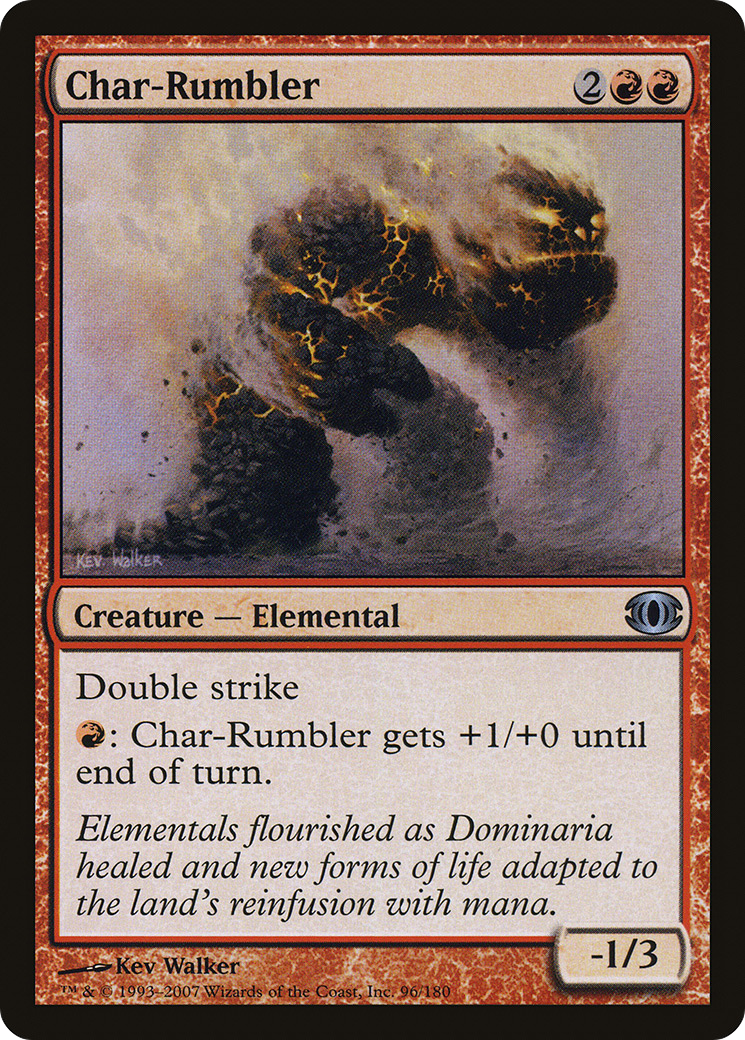 Char-Rumbler 2
Kev Walker
Creature — Elemental
Double strike
: Char-Rumbler gets +1/+0 until
end of turn.
Elementals flourished as Dominaria
healed and new forms of life adapted to
the land's reinfusion with mana.
-1/3
Kev Walker
™ & © 1993–2007 Wizards of the Coast, Inc. 96/180